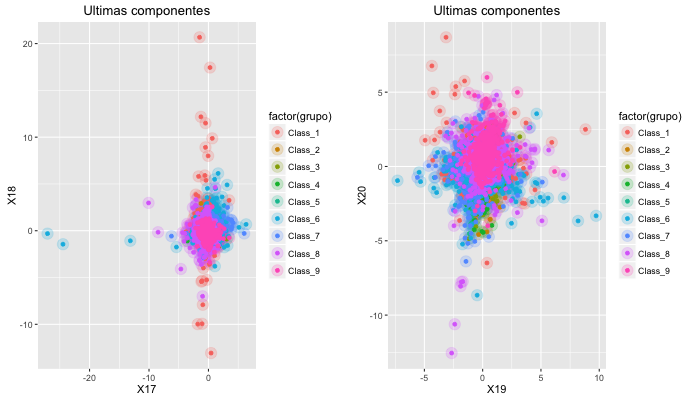 Ultimas componentes
20
10
0
-10
X18
-20
-10
0
X17
factor(grupo)
Class_1
Class_2
Class_3
Class_4
Class_5
Class_6
Class_7
Class_8
Class_9
Ultimas componentes
5
0
-5
-10
X20
-5
0
5
10
X19
factor(grupo)
Class_1
Class_2
Class_3
Class_4
Class_5
Class_6
Class_7
Class_8
Class_9